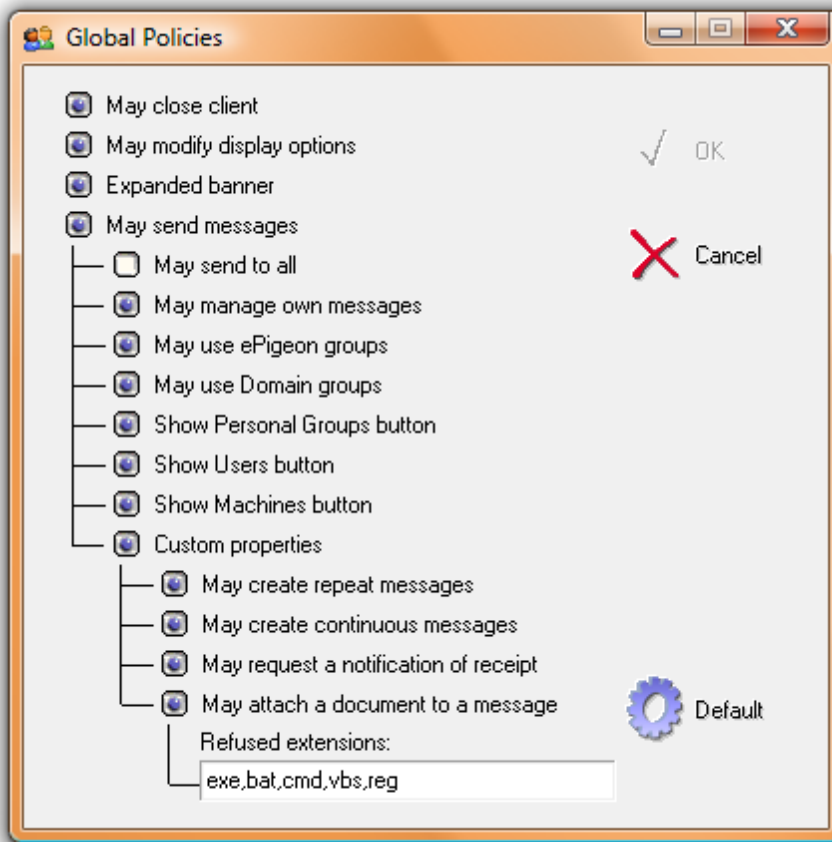 Global Policies
May close client
May modify display options
OK
Expanded banner
May send messages
Cancel
May send to all
May manage own messages
May use ePigeon groups
May use Domain groups
Show Personal Groups button
Show Users button
Show Machines button
Custom properties
May create repeat messages
May create continuous messages
May request a notification of receipt
May attach a document to a message
Default
Refused extensions:
exe,bat,cmd,vbs,reg